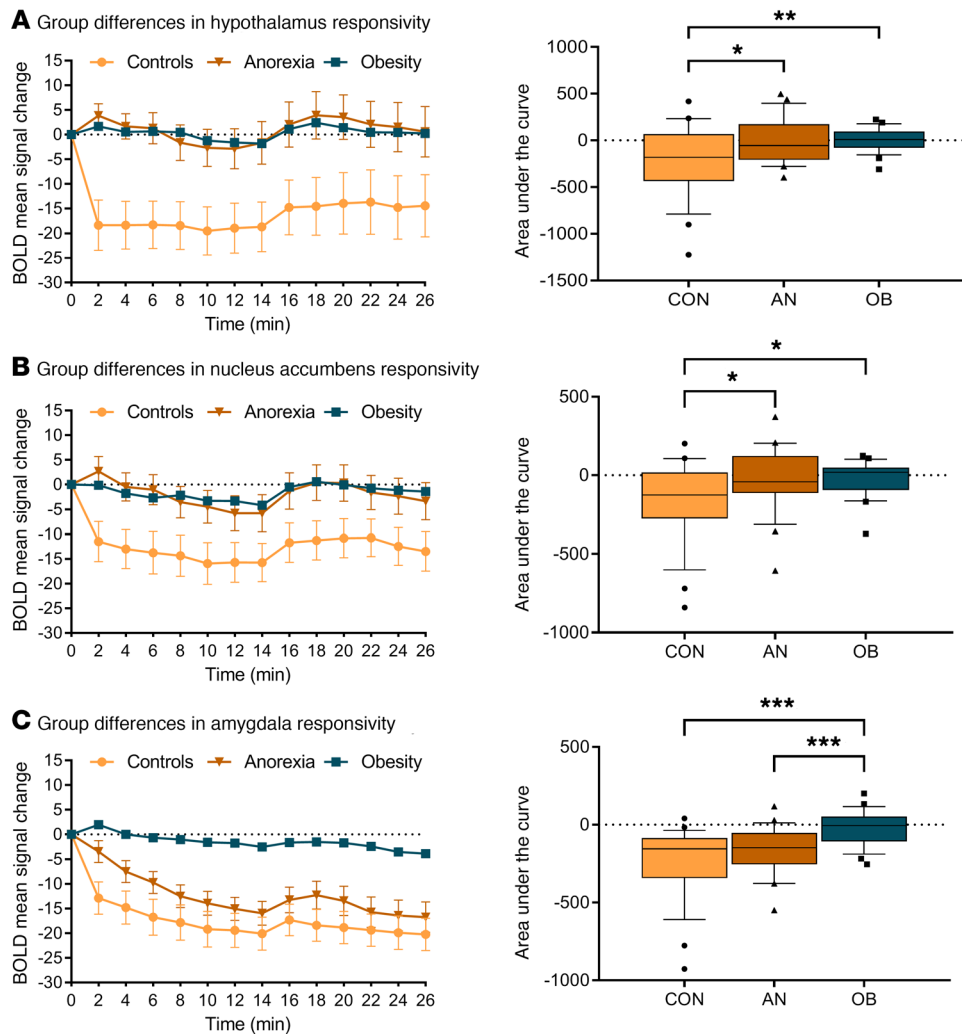 A Group differences in hypothalamus responsivity
Controls Anorexia Obesity
BOLD mean signal change
15
10
5
0
-5
-10
-15
-20
-25
-30
0 2 4 6 8 10 12 14 16 18 20 22 24 26
Time (min)
Area under the curve
1000
500
0
-500
-1000
-1500
**
*
CON AN OB
B Group differences in nucleus accumbens responsivity
Controls Anorexia Obesity
BOLD mean signal change
15
10
5
0
-5
-10
-15
-20
-25
-30
0 2 4 6 8 10 12 14 16 18 20 22 24 26
Time (min)
Area under the curve
500
0
-500
-1000
*
*
CON AN OB
C Group differences in amygdala responsivity
Controls Anorexia Obesity
BOLD mean signal change
15
10
5
0
-5
-10
-15
-20
-25
-30
0 2 4 6 8 10 12 14 16 18 20 22 24 26
Time (min)
Area under the curve
500
0
-500
-1000
***
***
CON AN OB